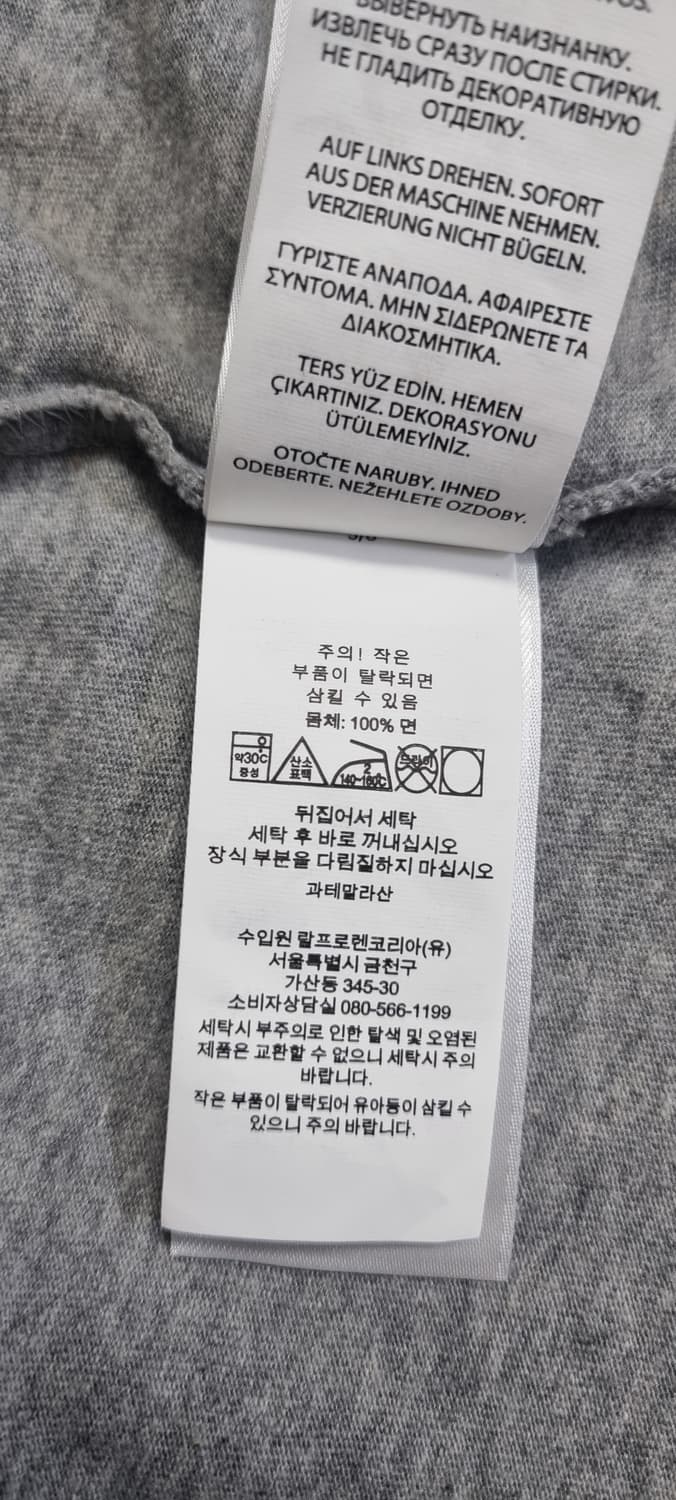 ВЫВЕРНУТЬ НАИЗНАНКУ.
ИЗВЛЕЧЬ СРАЗУ ПОСЛЕ СТИРКИ.
НЕ ГЛАДИТЬ ДЕКОРАТИВНУЮ
ОТДЕЛКУ.
AUF LINKS DREHEN. SOFORT
AUS DER MASCHINE NEHMEN.
VERZIERUNG NICHT BÜGELN.
ΓΥΡΙΣΤΕ ΑΝΑΠΟΔΑ. ΑΦΑΙΡΕΣΤΕ
ΣΥΝΤΟΜΑ. ΜΗΝ ΣΙΔΕΡΩΝΕΤΕ ΤΑ
ΔΙΑΚΟΣΜΗΤΙΚΑ.
TERS YÜZ EDİN. HEMEN
ÇIKARTINIZ. DEKORASYONU
ÜTÜLEMEYİNİZ.
OTOČTE NARUBY. IHNED
ODEBERTE. NEŽEHLETE OZDOBY.
주의! 작은
부품이 탈락되면
삼킬 수 있음
몸체: 100% 면
약30℃ 산소 2 드라이
중성 표백 140~160℃
뒤집어서 세탁
세탁 후 바로 꺼내십시오
장식 부분을 다림질하지 마십시오
과테말라산
수입원 랄프로렌코리아(유)
서울특별시 금천구
가산동 345-30
소비자상담실 080-566-1199
세탁시 부주의로 인한 탈색 및 오염된
제품은 교환할 수 없으니 세탁시 주의
바랍니다.
작은 부품이 탈락되어 유아등이 삼킬 수
있으니 주의 바랍니다.